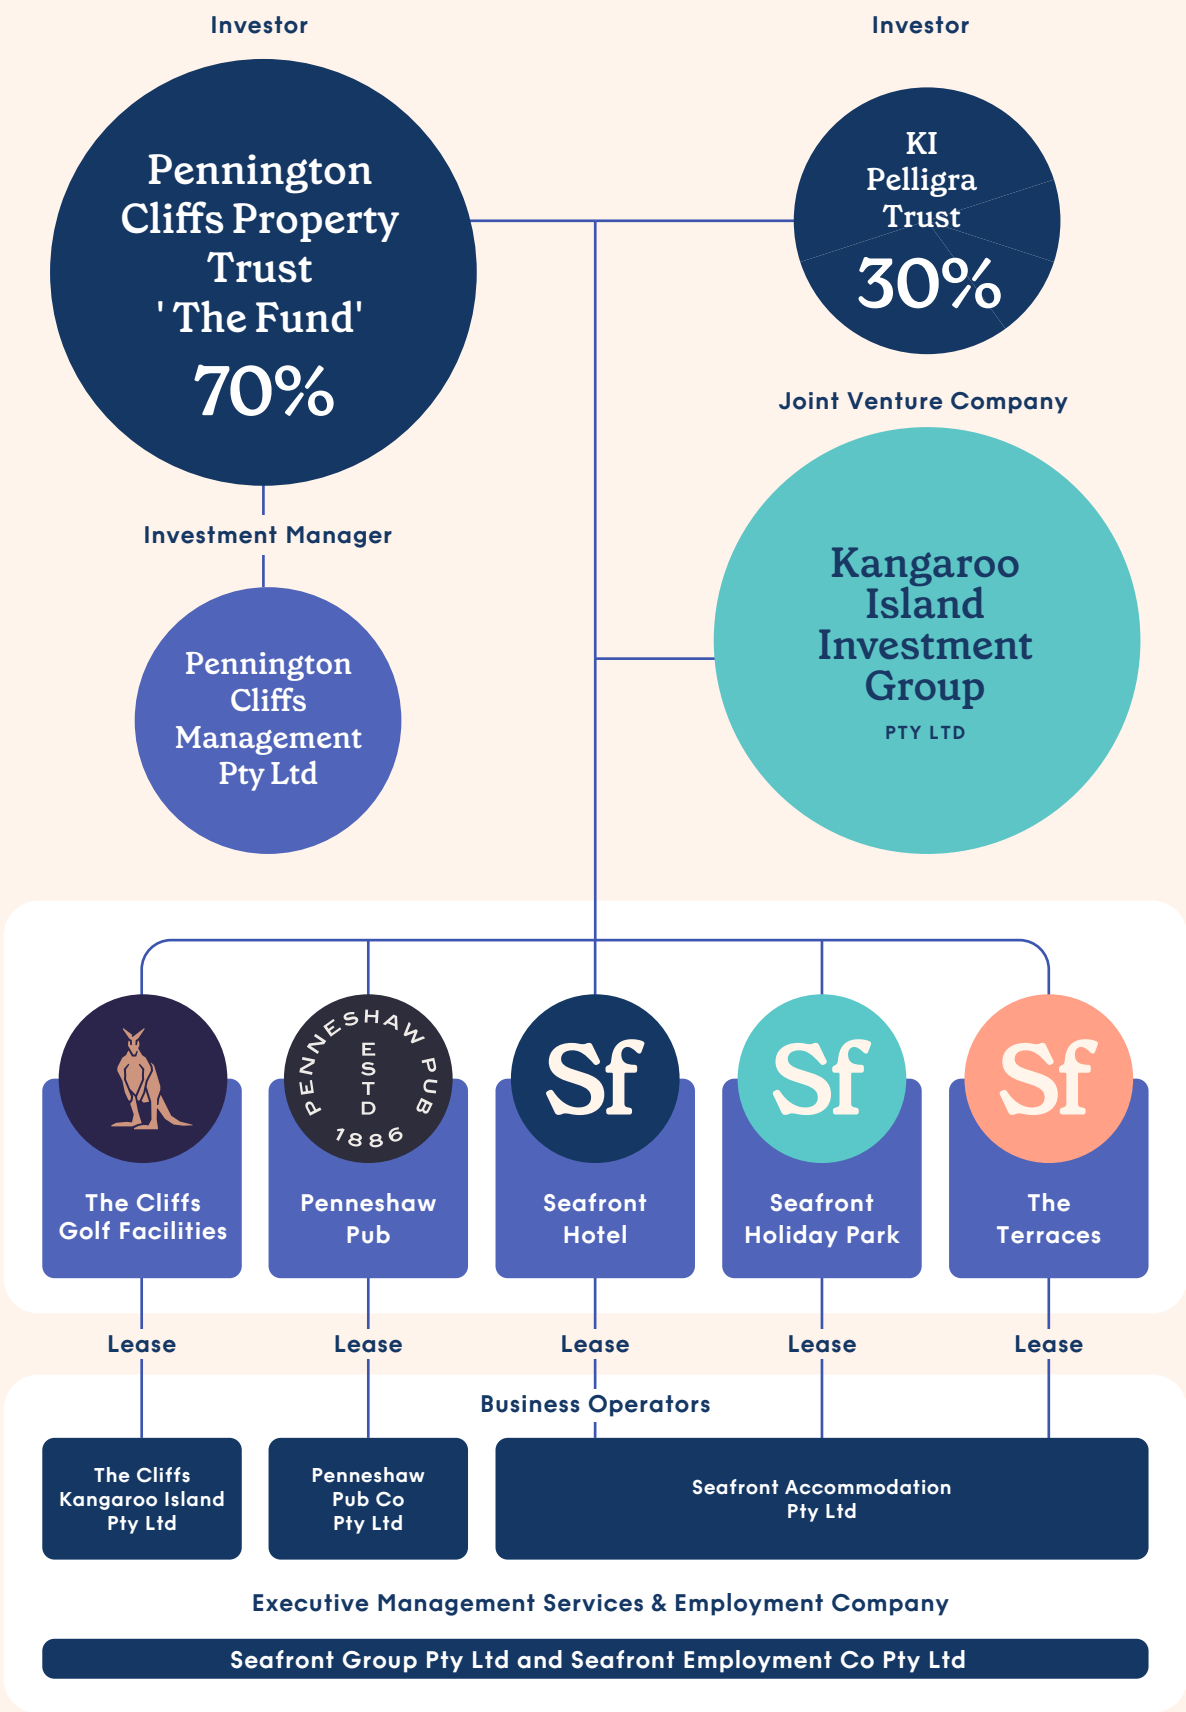 Investor
Investor
Pennington
Cliffs Property
Trust
' The Fund'
70%
KI
Pelligra
Trust
30%
Joint Venture Company
Kangaroo
Island
Investment
Group
PTY LTD
Investment Manager
Pennington
Cliffs
Management
Pty Ltd
The Cliffs
Golf Facilities
PENNESHAW PUB
ESTD
1886
Penneshaw
Pub
Sf
Seafront
Hotel
Sf
Seafront
Holiday Park
Sf
The
Terraces
Lease
Lease
Lease
Lease
Lease
Business Operators
The Cliffs
Kangaroo Island
Pty Ltd
Penneshaw
Pub Co
Pty Ltd
Seafront Accommodation
Pty Ltd
Executive Management Services & Employment Company
Seafront Group Pty Ltd and Seafront Employment Co Pty Ltd